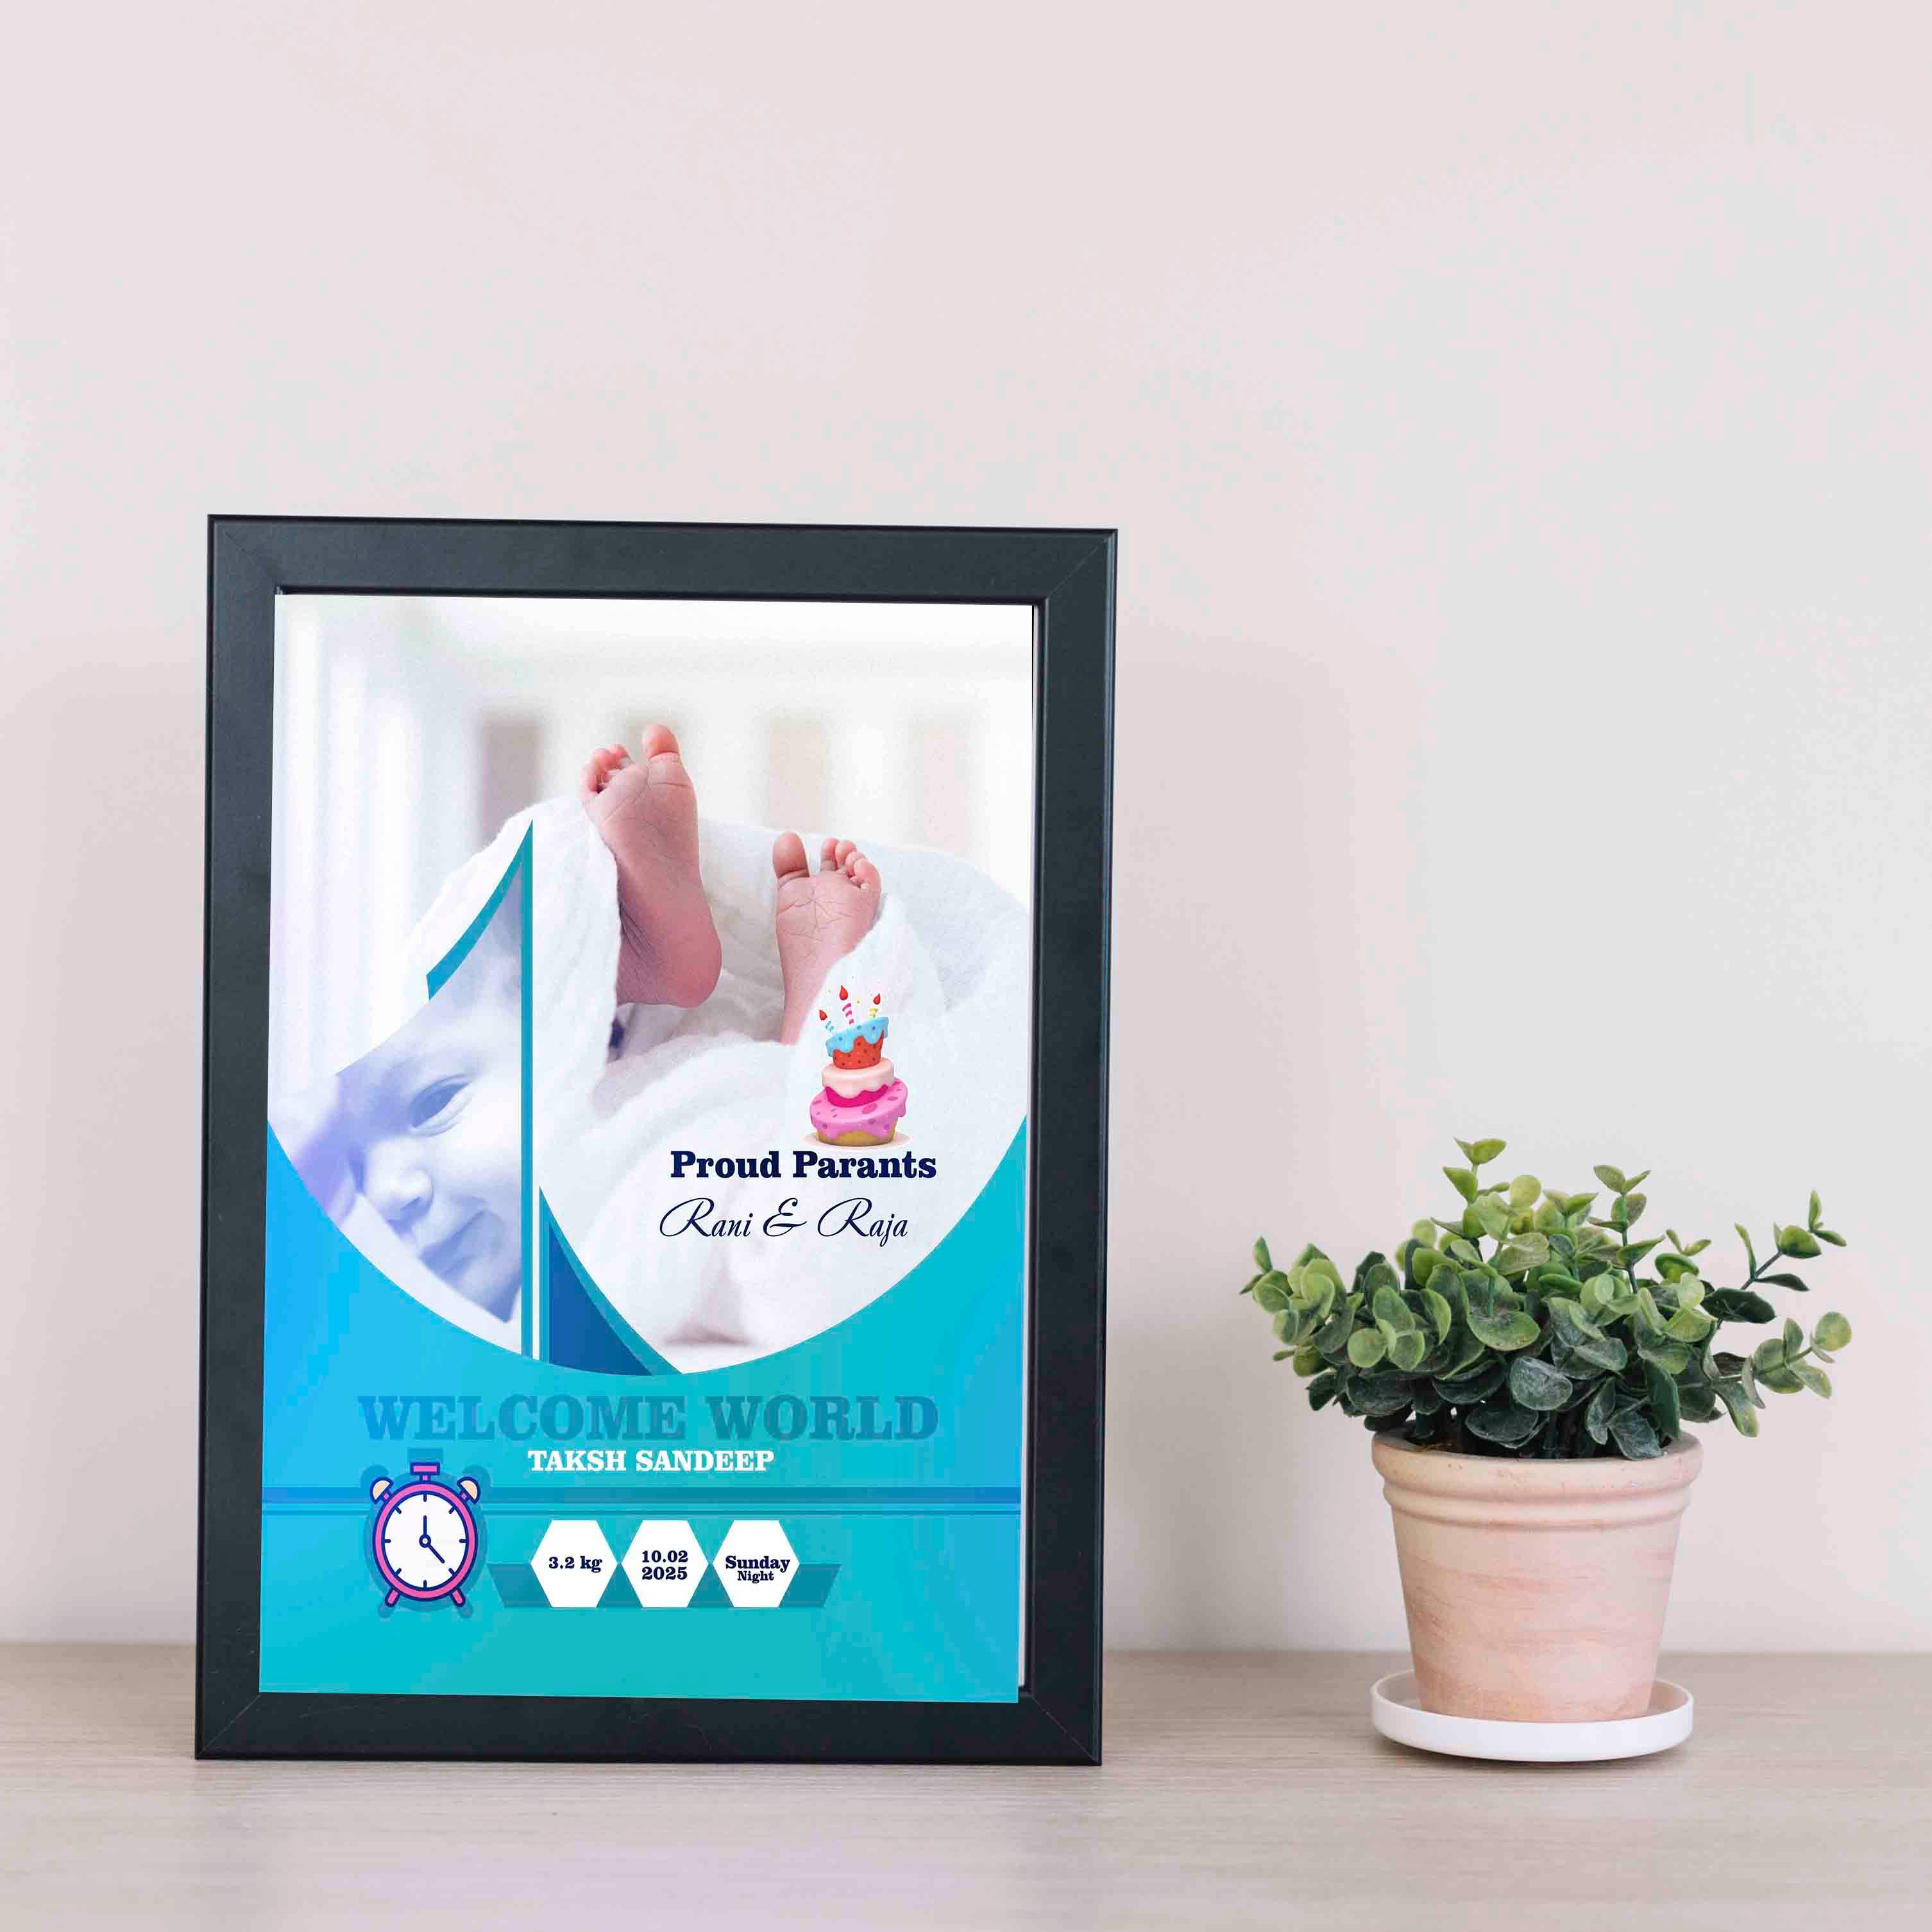 Proud Parants
Rani & Raja
WELCOME WORLD
TAKSH SANDEEP
3.2 kg
10.02
2025
Sunday
Night